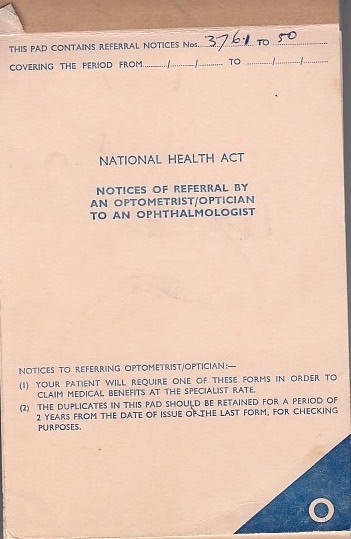 THIS PAD CONTAINS REFERRAL NOTICES Nos. 3761 TO 50
COVERING THE PERIOD FROM......./......./....... TO ......./......./.......
NATIONAL HEALTH ACT
NOTICES OF REFERRAL BY
AN OPTOMETRIST/OPTICIAN
TO AN OPHTHALMOLOGIST
NOTICES TO REFERRING OPTOMETRIST/OPTICIAN:—
(1) YOUR PATIENT WILL REQUIRE ONE OF THESE FORMS IN ORDER TO
CLAIM MEDICAL BENEFITS AT THE SPECIALIST RATE.
(2) THE DUPLICATES IN THIS PAD SHOULD BE RETAINED FOR A PERIOD OF
2 YEARS FROM THE DATE OF ISSUE OF THE LAST FORM, FOR CHECKING
PURPOSES.
O